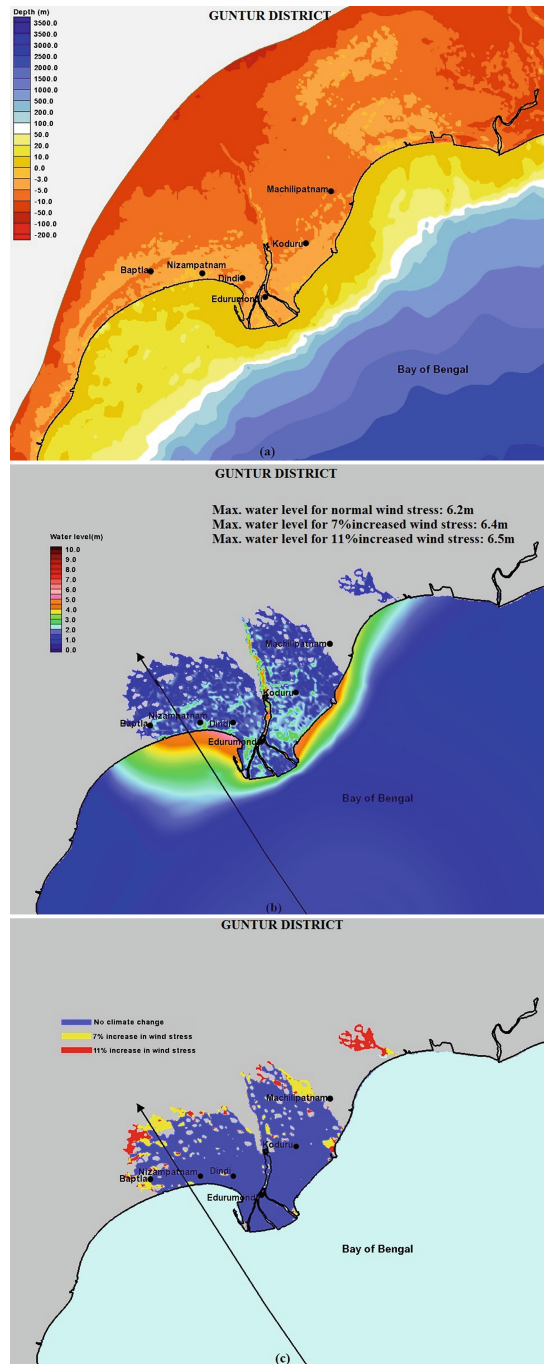 GUNTUR DISTRICT
Depth (m)
3500.0
3500.0
3000.0
2500.0
2000.0
1500.0
1000.0
500.0
200.0
100.0
50.0
20.0
10.0
0.0
-3.0
-5.0
-10.0
-50.0
-100.0
-200.0
Machilipatnam
Koduru
Nizampatnam
Baptla
Dindi
Edurumondi
Bay of Bengal
(a)
GUNTUR DISTRICT
Max. water level for normal wind stress: 6.2m
Max. water level for 7%increased wind stress: 6.4m
Max. water level for 11%increased wind stress: 6.5m
Water level(m)
10.0
9.0
8.0
7.0
6.0
5.0
4.0
3.0
2.0
1.0
0.0
Machilipatnam
Koduru
Nizampatnam
Baptla
Dindi
Edurumondi
Bay of Bengal
(b)
GUNTUR DISTRICT
No climate change
7% increase in wind stress
11% increase in wind stress
Machilipatnam
Koduru
Nizampatnam
Dindi
Baptla
Edurumondi
Bay of Bengal
(c)